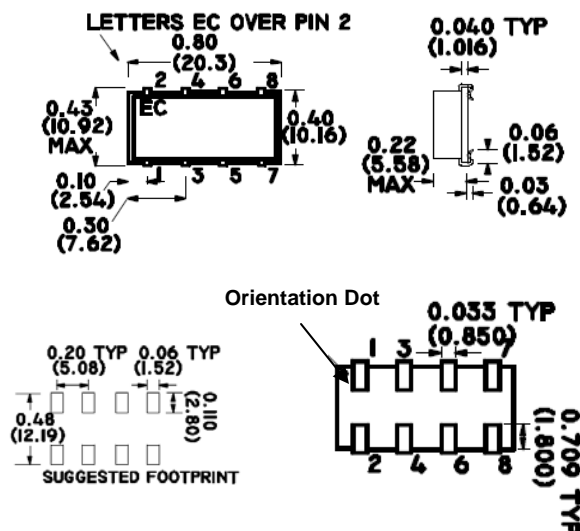 LETTERS EC OVER PIN 2
0.80
(20.3)
2 4 6 8
EC
0.43
(10.92)
MAX
0.40
(10.16)
0.10
(2.54)
1 3 5 7
0.30
(7.62)
0.040 TYP
(1.016)
0.22
(5.58)
MAX
0.06
(1.52)
0.03
(0.64)
Orientation Dot
0.033 TYP
(0.850)
1 3 7
2 4 6 8
0.709 TYP
(1.800)
0.20 TYP
(5.08)
0.06 TYP
(1.52)
0.110
(2.80)
0.48
(12.19)
SUGGESTED FOOTPRINT